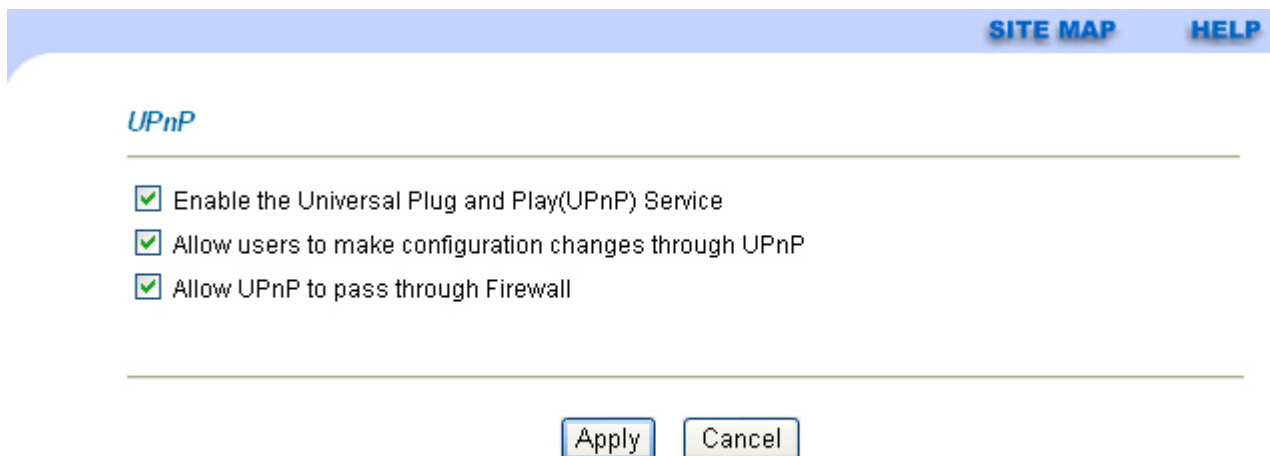 SITE MAP HELP
UPnP
Enable the Universal Plug and Play(UPnP) Service
Allow users to make configuration changes through UPnP
Allow UPnP to pass through Firewall
Apply Cancel